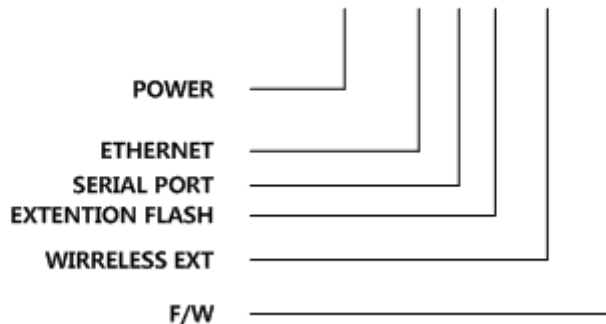 POWER
ETHERNET
SERIAL PORT
EXTENTION FLASH
WIRRELESS EXT
F/W